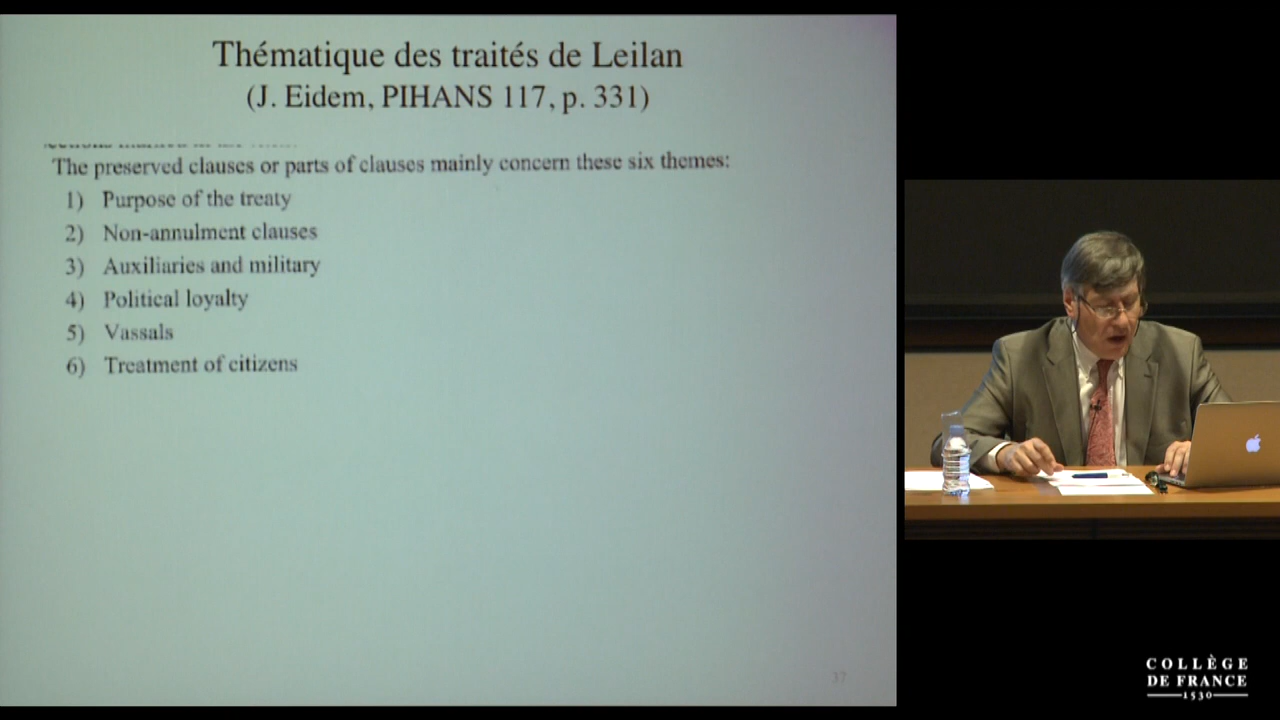 Thématique des traités de Leilan
(J. Eidem, PIHANS 117, p. 331)
The preserved clauses or parts of clauses mainly concern these six themes:
1) Purpose of the treaty
2) Non-annulment clauses
3) Auxiliaries and military
4) Political loyalty
5) Vassals
6) Treatment of citizens
37
COLLÈGE
DE FRANCE
1530